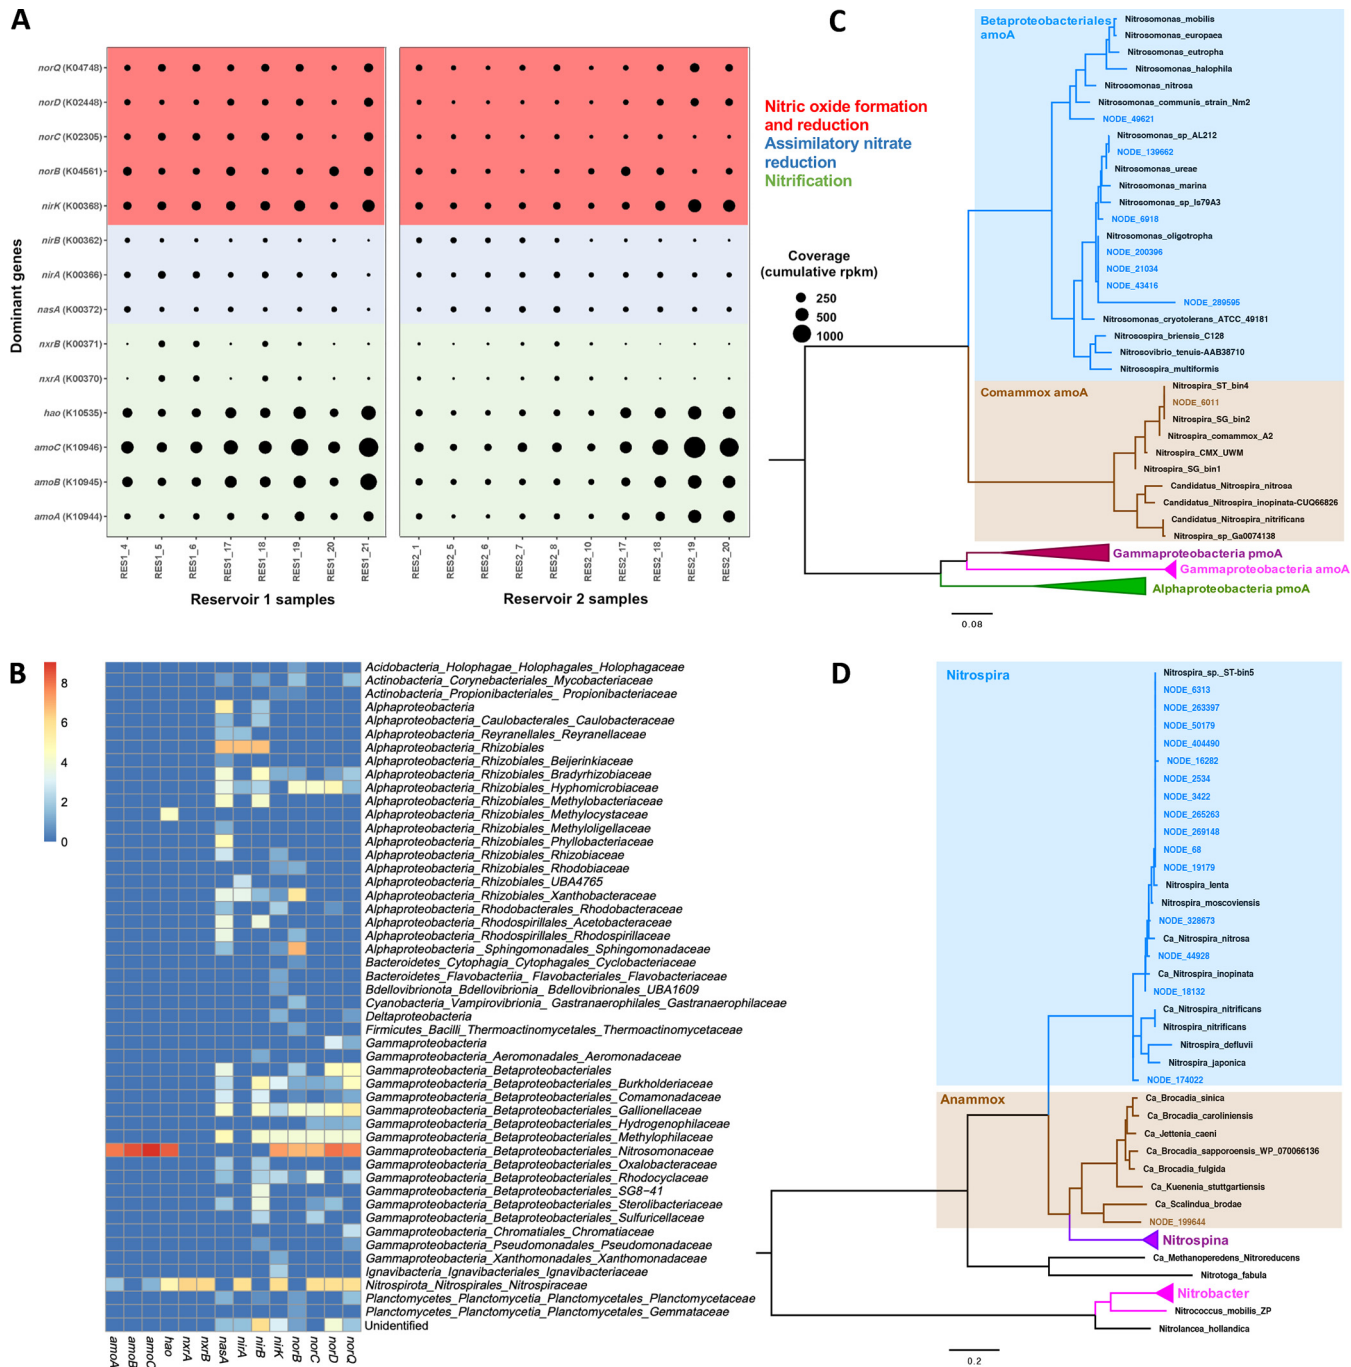 A
Dominant genes
norQ (K04748)
norD (K02448)
norC (K02305)
norB (K04561)
nirK (K00368)
nirB (K00362)
nirA (K00366)
nasA (K00372)
nxrB (K00371)
nxrA (K00370)
hao (K10535)
amoC (K10946)
amoB (K10945)
amoA (K10944)
RES1_4
RES1_5
RES1_6
RES1_17
RES1_18
RES1_19
RES1_20
RES1_21
RES2_1
RES2_5
RES2_6
RES2_7
RES2_8
RES2_10
RES2_17
RES2_18
RES2_19
RES2_20
Reservoir 1 samples
Reservoir 2 samples
Nitric oxide formation
and reduction
Assimilatory nitrate
reduction
Nitrification
Coverage
(cumulative rpkm)
250
500
1000
C
Betaproteobacteriales
amoA
Nitrosomonas_mobilis
Nitrosomonas_europaea
Nitrosomonas_eutropha
Nitrosomonas_halophila
Nitrosomonas_nitrosa
Nitrosomonas_communis_strain_Nm2
NODE_49621
Nitrosomonas_sp_AL212
NODE_139662
Nitrosomonas_ureae
Nitrosomonas_marina
Nitrosomonas_sp_Is79A3
NODE_6918
Nitrosomonas_oligotropha
NODE_200396
NODE_21034
NODE_43416
NODE_289595
Nitrosomonas_cryotolerans_ATCC_49181
Nitrosospira_briensis_C128
Nitrosovibrio_tenuis-AAB38710
Nitrosospira_multiformis
Comammox amoA
Nitrospira_ST_bin4
NODE_6011
Nitrospira_SG_bin2
Nitrospira_comammox_A2
Nitrospira_CMX_UWM
Nitrospira_SG_bin1
Candidatus_Nitrospira_nitrosa
Candidatus_Nitrospira_inopinata-CUQ66826
Candidatus_Nitrospira_nitrificans
Nitrospira_sp_Ga0074138
Gammaproteobacteria pmoA
Gammaproteobacteria amoA
Alphaproteobacteria pmoA
0.08
B
8
6
4
2
0
Acidobacteria_Holophagae_Holophagales_Holophagaceae
Actinobacteria_Corynebacteriales_Mycobacteriaceae
Actinobacteria_Propionibacteriales_Propionibacteriaceae
Alphaproteobacteria
Alphaproteobacteria_Caulobacterales_Caulobacteraceae
Alphaproteobacteria_Reyranellales_Reyranellaceae
Alphaproteobacteria_Rhizobiales
Alphaproteobacteria_Rhizobiales_Beijerinkiaceae
Alphaproteobacteria_Rhizobiales_Bradyrhizobiaceae
Alphaproteobacteria_Rhizobiales_Hyphomicrobiaceae
Alphaproteobacteria_Rhizobiales_Methylobacteriaceae
Alphaproteobacteria_Rhizobiales_Methylocystaceae
Alphaproteobacteria_Rhizobiales_Methyloligellaceae
Alphaproteobacteria_Rhizobiales_Phyllobacteriaceae
Alphaproteobacteria_Rhizobiales_Rhizobiaceae
Alphaproteobacteria_Rhizobiales_Rhodobiaceae
Alphaproteobacteria_Rhizobiales_UBA4765
Alphaproteobacteria_Rhizobiales_Xanthobacteraceae
Alphaproteobacteria_Rhodobacterales_Rhodobacteraceae
Alphaproteobacteria_Rhodospirillales_Acetobacteraceae
Alphaproteobacteria_Rhodospirillales_Rhodospirillaceae
Alphaproteobacteria_Sphingomonadales_Sphingomonadaceae
Bacteroidetes_Cytophagia_Cytophagales_Cyclobacteriaceae
Bacteroidetes_Flavobacteriia_Flavobacteriales_Flavobacteriaceae
Bdellovibrionota_Bdellovibrionia_Bdellovibrionales_UBA1609
Cyanobacteria_Vampirovibrionia_Gastranaerophilales_Gastranaerophilaceae
Deltaproteobacteria
Firmicutes_Bacilli_Thermoactinomycetales_Thermoactinomycetaceae
Gammaproteobacteria
Gammaproteobacteria_Aeromonadales_Aeromonadaceae
Gammaproteobacteria_Betaproteobacteriales
Gammaproteobacteria_Betaproteobacteriales_Burkholderiaceae
Gammaproteobacteria_Betaproteobacteriales_Comamonadaceae
Gammaproteobacteria_Betaproteobacteriales_Gallionellaceae
Gammaproteobacteria_Betaproteobacteriales_Hydrogenophilaceae
Gammaproteobacteria_Betaproteobacteriales_Methylophilaceae
Gammaproteobacteria_Betaproteobacteriales_Nitrosomonaceae
Gammaproteobacteria_Betaproteobacteriales_Oxalobacteraceae
Gammaproteobacteria_Betaproteobacteriales_Rhodocyclaceae
Gammaproteobacteria_Betaproteobacteriales_SG8-41
Gammaproteobacteria_Betaproteobacteriales_Sterolibacteriaceae
Gammaproteobacteria_Betaproteobacteriales_Sulfuricellaceae
Gammaproteobacteria_Chromatiales_Chromatiaceae
Gammaproteobacteria_Pseudomonadales_Pseudomonadaceae
Gammaproteobacteria_Xanthomonadales_Xanthomonadaceae
Ignavibacteria_Ignavibacteriales_Ignavibacteriaceae
Nitrospirota_Nitrospirales_Nitrospiraceae
Planctomycetes_Planctomycetia_Planctomycetales_Planctomycetaceae
Planctomycetes_Planctomycetia_Planctomycetales_Gemmataceae
Unidentified
amoA
amoB
amoC
hao
nxrA
nxrB
nasA
nirA
nirB
nirK
norB
norC
norD
norQ
D
Nitrospira
Nitrospira_sp._ST-bin5
NODE_6313
NODE_263397
NODE_50179
NODE_404490
NODE_16282
NODE_2534
NODE_3422
NODE_265263
NODE_269148
NODE_68
NODE_19179
Nitrospira_lenta
Nitrospira_moscoviensis
NODE_328673
Ca_Nitrospira_nitrosa
NODE_44928
Ca_Nitrospira_inopinata
NODE_18132
Ca_Nitrospira_nitrificans
Nitrospira_nitrificans
Nitrospira_defluvii
Nitrospira_japonica
NODE_174022
Anammox
Ca_Brocadia_sinica
Ca_Brocadia_caroliniensis
Ca_Jettenia_caeni
Ca_Brocadia_sapporoensis_WP_070066136
Ca_Brocadia_fulgida
Ca_Kuenenia_stuttgartiensis
Ca_Scalindua_brodae
NODE_199644
Nitrospina
Ca_Methanoperedens_Nitroreducens
Nitrotoga_fabula
Nitrobacter
Nitrococcus_mobilis_ZP
Nitrolancea_hollandica
0.2